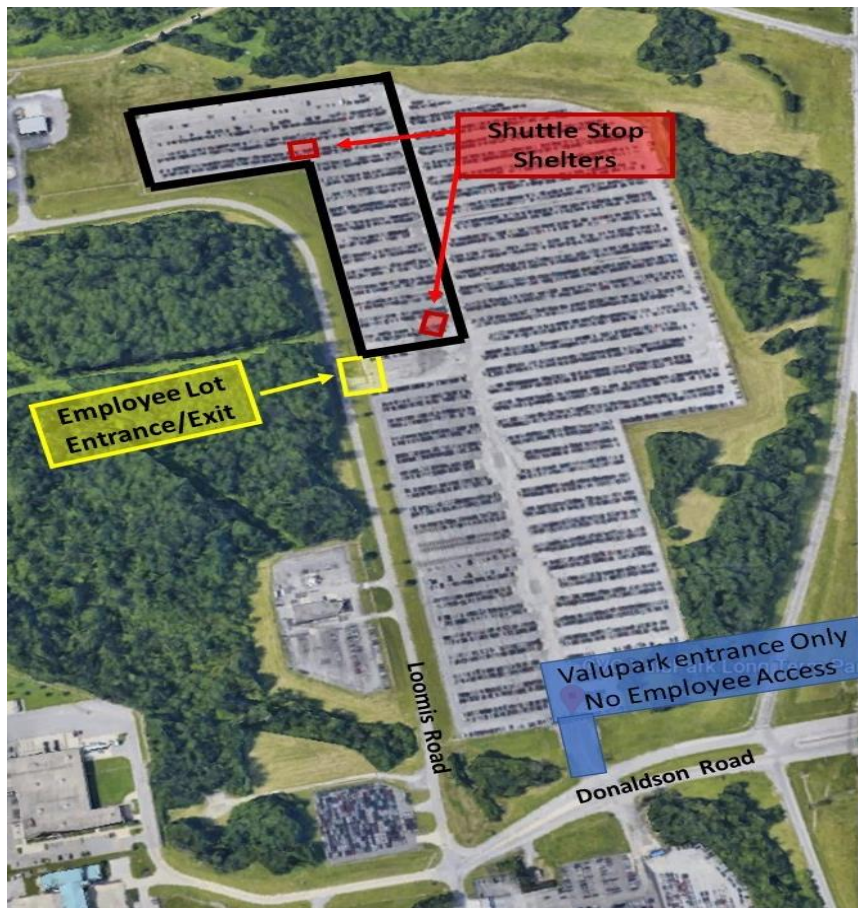 Shuttle Stop
Shelters
Employee Lot
Entrance/Exit
Valupark entrance Only
No Employee Access
Loomis Road
Donaldson Road